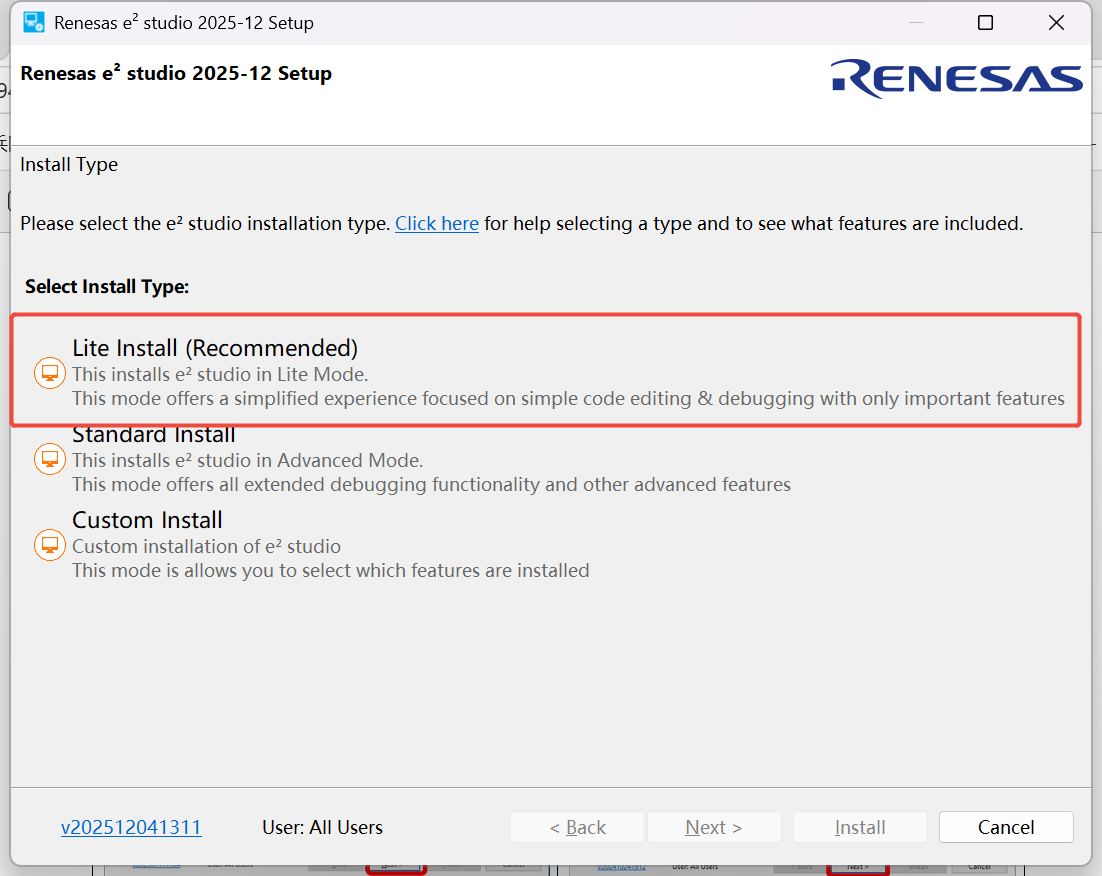 Renesas e² studio 2025-12 Setup
Renesas e² studio 2025-12 Setup
RENESAS
Install Type
Please select the e² studio installation type. Click here for help selecting a type and to see what features are included.
Select Install Type:
Lite Install (Recommended)
This installs e² studio in Lite Mode.
This mode offers a simplified experience focused on simple code editing & debugging with only important features
Standard Install
This installs e² studio in Advanced Mode.
This mode offers all extended debugging functionality and other advanced features
Custom Install
Custom installation of e² studio
This mode is allows you to select which features are installed
v202512041311
User: All Users
< Back
Next >
Install
Cancel
User: All Users
Next >
Cancel